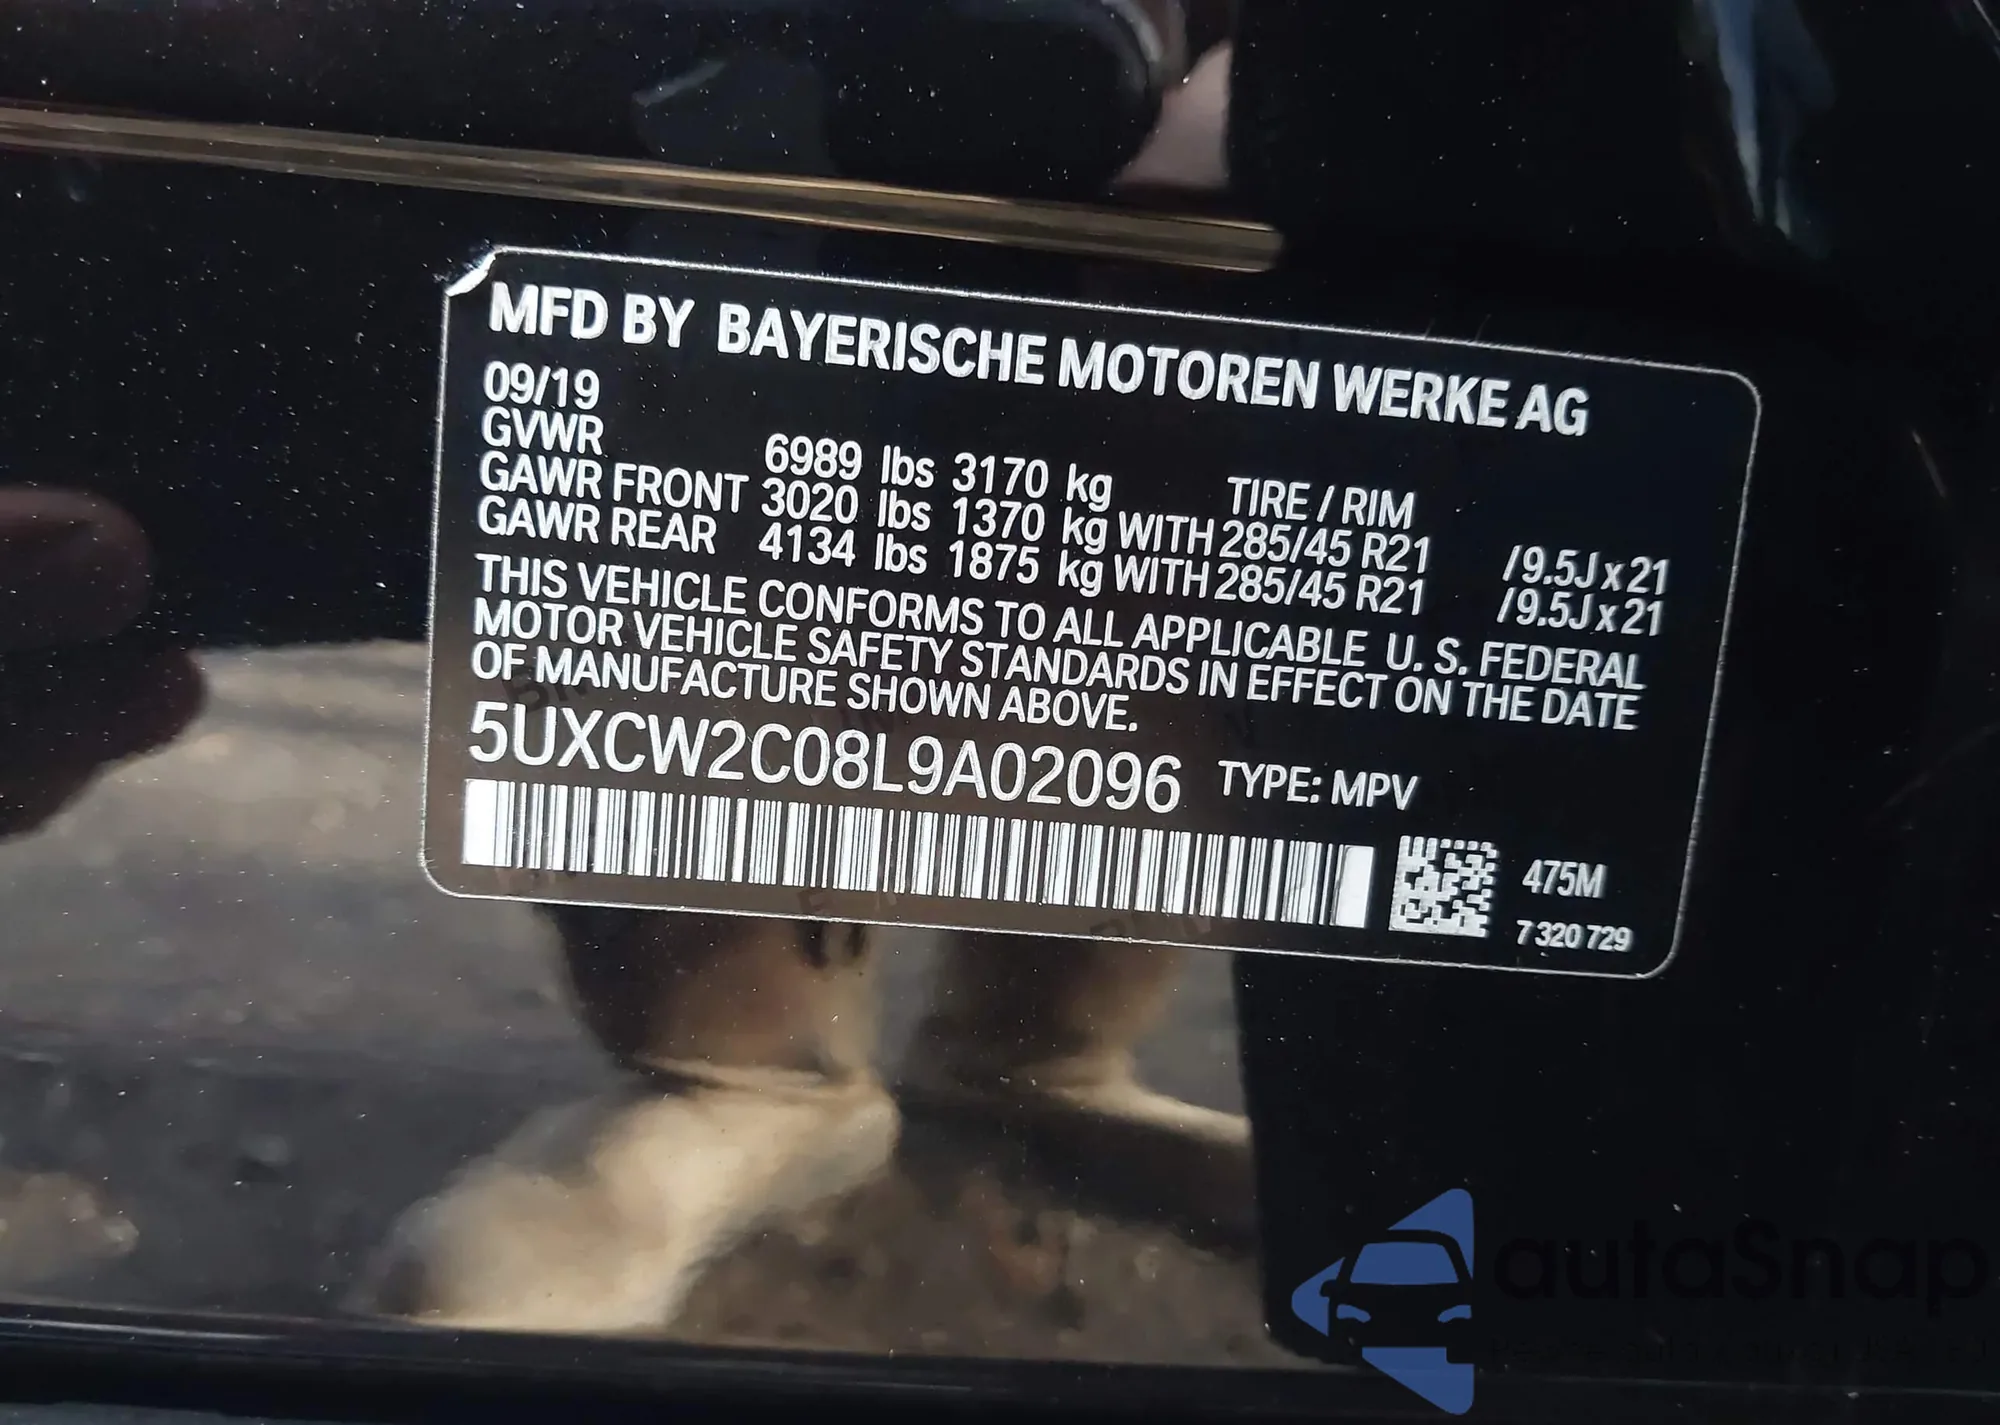 MFD BY BAYERISCHE MOTOREN WERKE AG
09/19
GVWR 6989 lbs 3170 kg TIRE / RIM
GAWR FRONT 3020 lbs 1370 kg WITH 285/45 R21 /9.5J x 21
GAWR REAR 4134 lbs 1875 kg WITH 285/45 R21 /9.5J x 21
THIS VEHICLE CONFORMS TO ALL APPLICABLE U. S. FEDERAL
MOTOR VEHICLE SAFETY STANDARDS IN EFFECT ON THE DATE
OF MANUFACTURE SHOWN ABOVE.
5UXCW2C08L9A02096 TYPE: MPV
475M
7 320 729
autaSnap